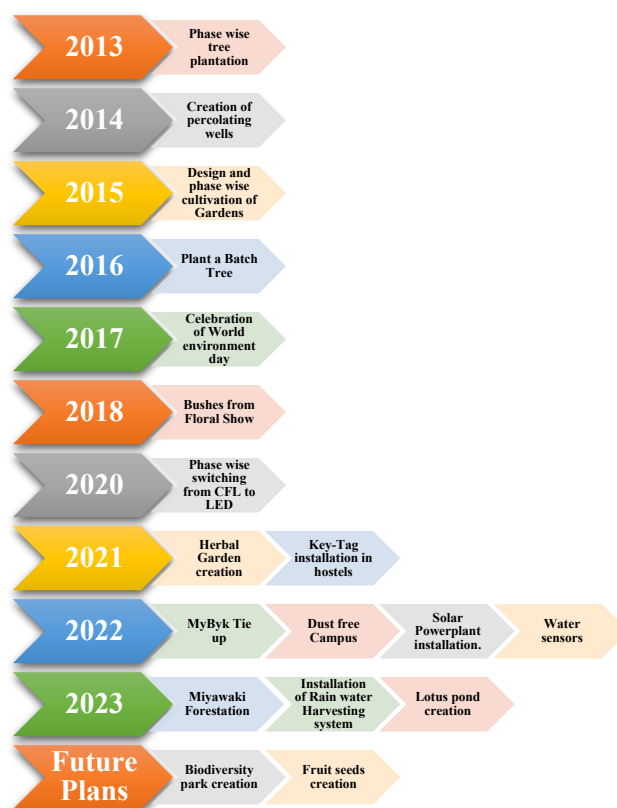 2013
Phase wise
tree
plantation
2014
Creation of
percolating
wells
2015
Design and
phase wise
cultivation of
Gardens
2016
Plant a Batch
Tree
2017
Celebration
of World
environment
day
2018
Bushes from
Floral Show
2020
Phase wise
switching
from CFL to
LED
2021
Herbal
Garden
creation
Key-Tag
installation in
hostels
2022
MyByk Tie
up
Dust free
Campus
Solar
Powerplant
installation.
Water
sensors
2023
Miyawaki
Forestation
Installation
of Rain water
Harvesting
system
Lotus pond
creation
Future
Plans
Biodiversity
park creation
Fruit seeds
creation